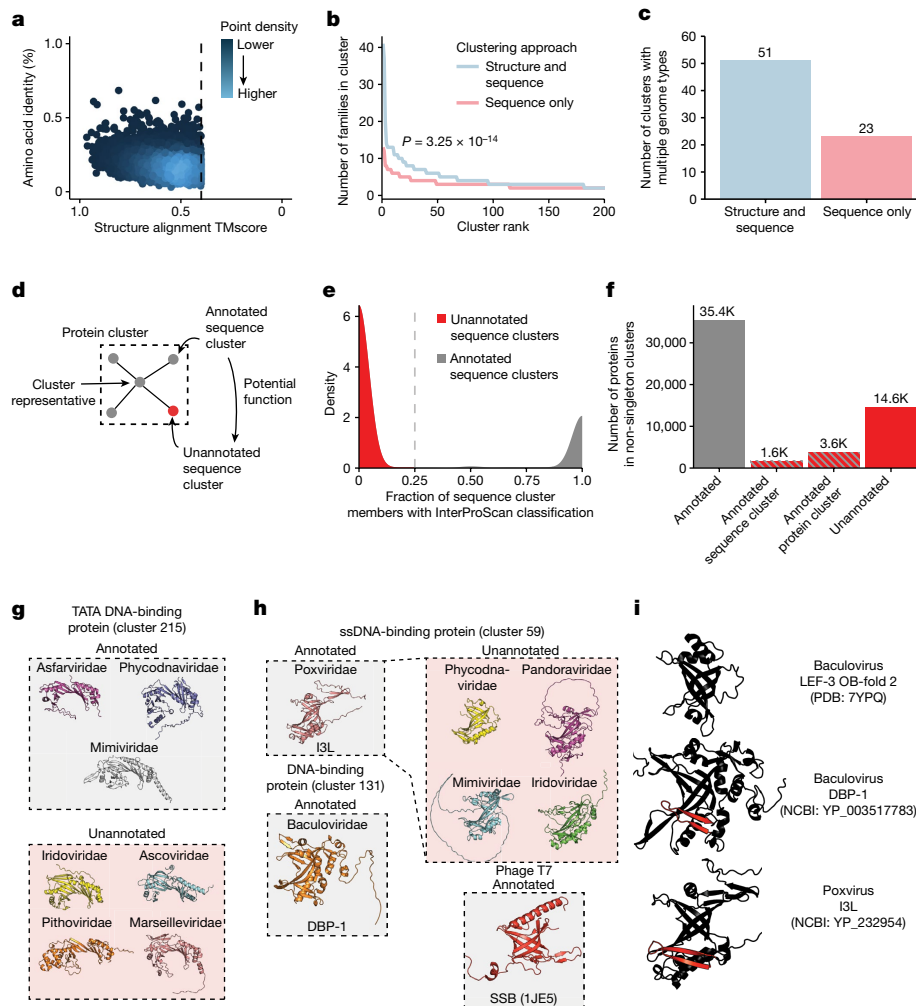 a
Point density
Lower
Higher
Amino acid identity (%)
1.0
0.5
0
1.0
0.5
0
Structure alignment TMscore
b
Clustering approach
Structure and
sequence
Sequence only
P = 3.25 × 10⁻¹⁴
Number of families in cluster
40
30
20
10
0
0
50
100
150
200
Cluster rank
c
Number of clusters with
multiple genome types
60
50
40
30
20
10
0
51
23
Structure and
sequence
Sequence only
d
Protein cluster
Annotated
sequence
cluster
Cluster
representative
Potential
function
Unannotated
sequence
cluster
e
Unannotated
sequence clusters
Annotated
sequence clusters
Density
6
4
2
0
0
0.25
0.50
0.75
1.0
Fraction of sequence cluster
members with InterProScan classification
f
Number of proteins
in non-singleton clusters
30,000
20,000
10,000
0
35.4K
1.6K
3.6K
14.6K
Annotated
Annotated
sequence cluster
Annotated
protein cluster
Unannotated
g
TATA DNA-binding
protein (cluster 215)
Annotated
Asfarviridae
Phycodnaviridae
Mimiviridae
Unannotated
Iridoviridae
Ascoviridae
Pithoviridae
Marseilleviridae
h
ssDNA-binding protein (cluster 59)
Annotated
Poxviridae
I3L
Unannotated
Phycodna-
viridae
Pandoraviridae
Mimiviridae
Iridoviridae
DNA-binding
protein (cluster 131)
Annotated
Baculoviridae
DBP-1
Phage T7
Annotated
SSB (1JE5)
i
Baculovirus
LEF-3 OB-fold 2
(PDB: 7YPQ)
Baculovirus
DBP-1
(NCBI: YP_003517783)
Poxvirus
I3L
(NCBI: YP_232954)